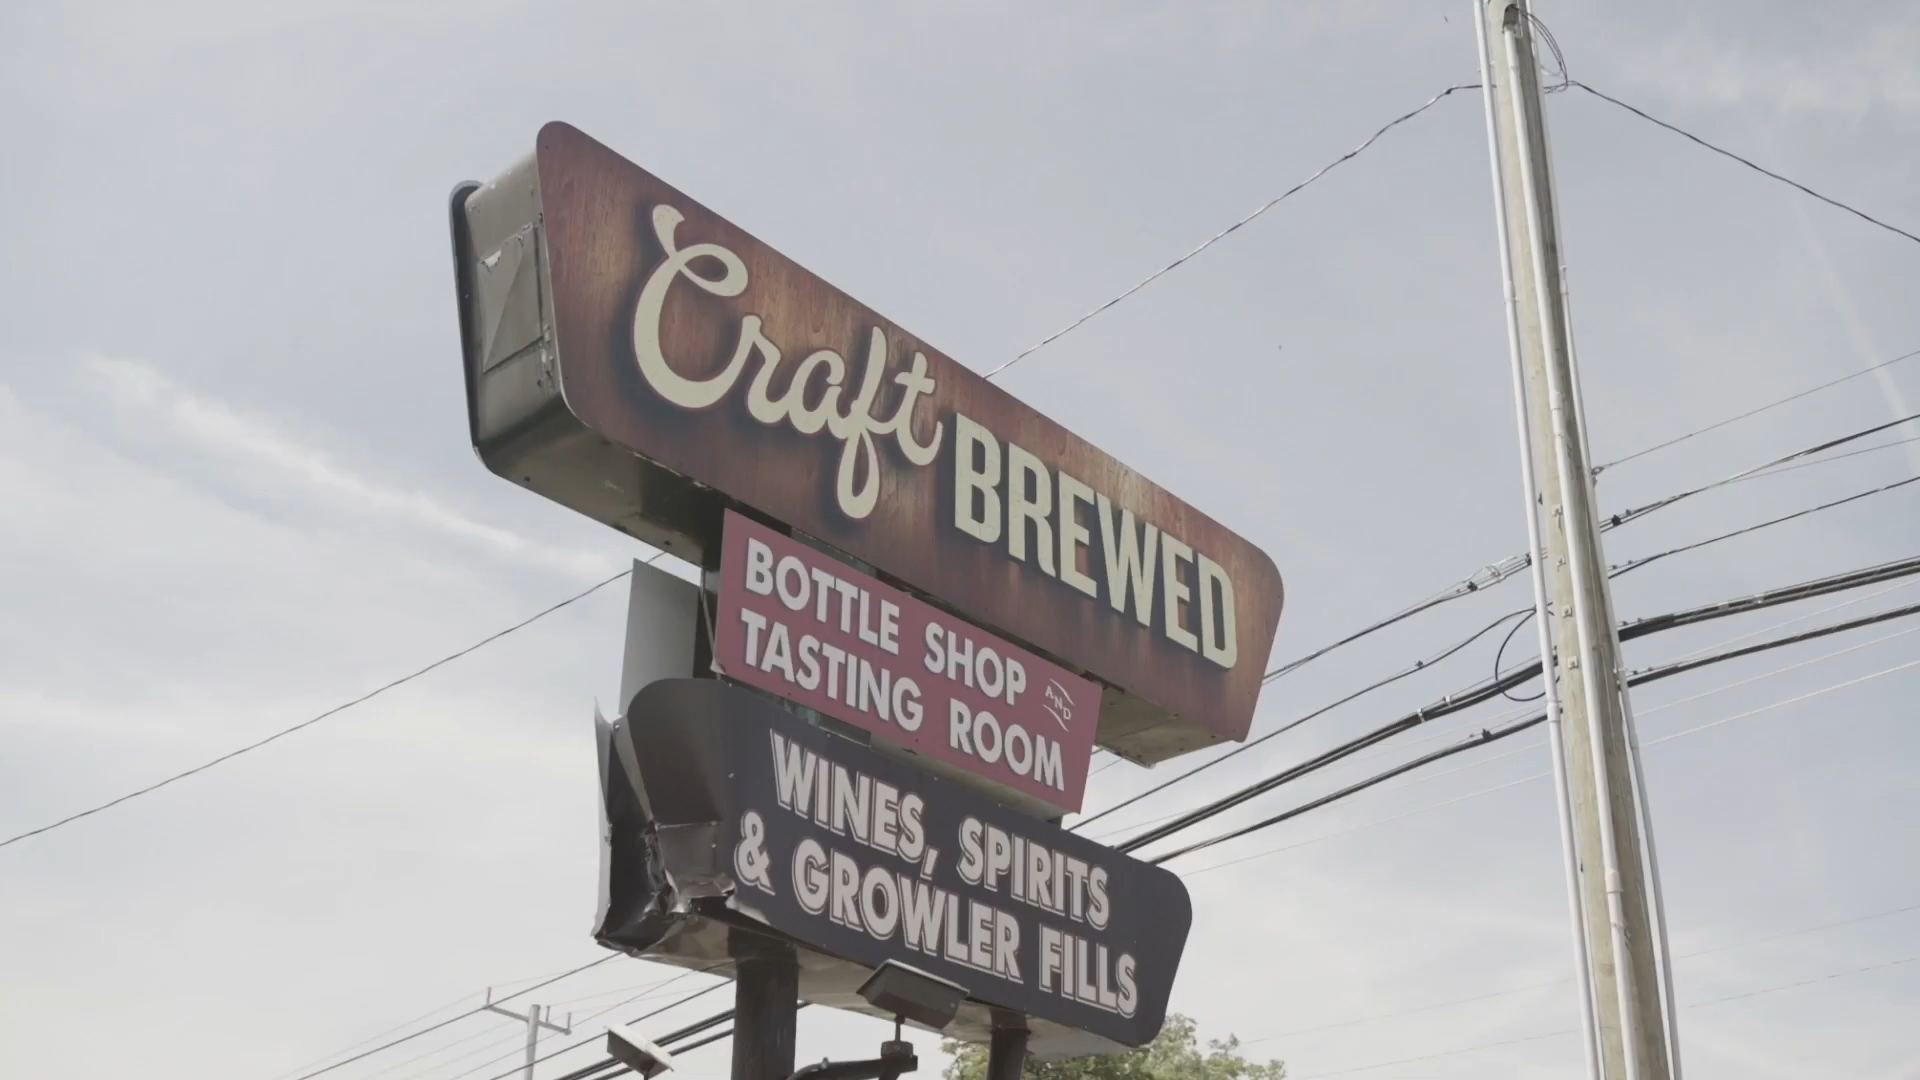 Craft BREWED
BOTTLE SHOP AND
TASTING ROOM
WINES, SPIRITS
& GROWLER FILLS